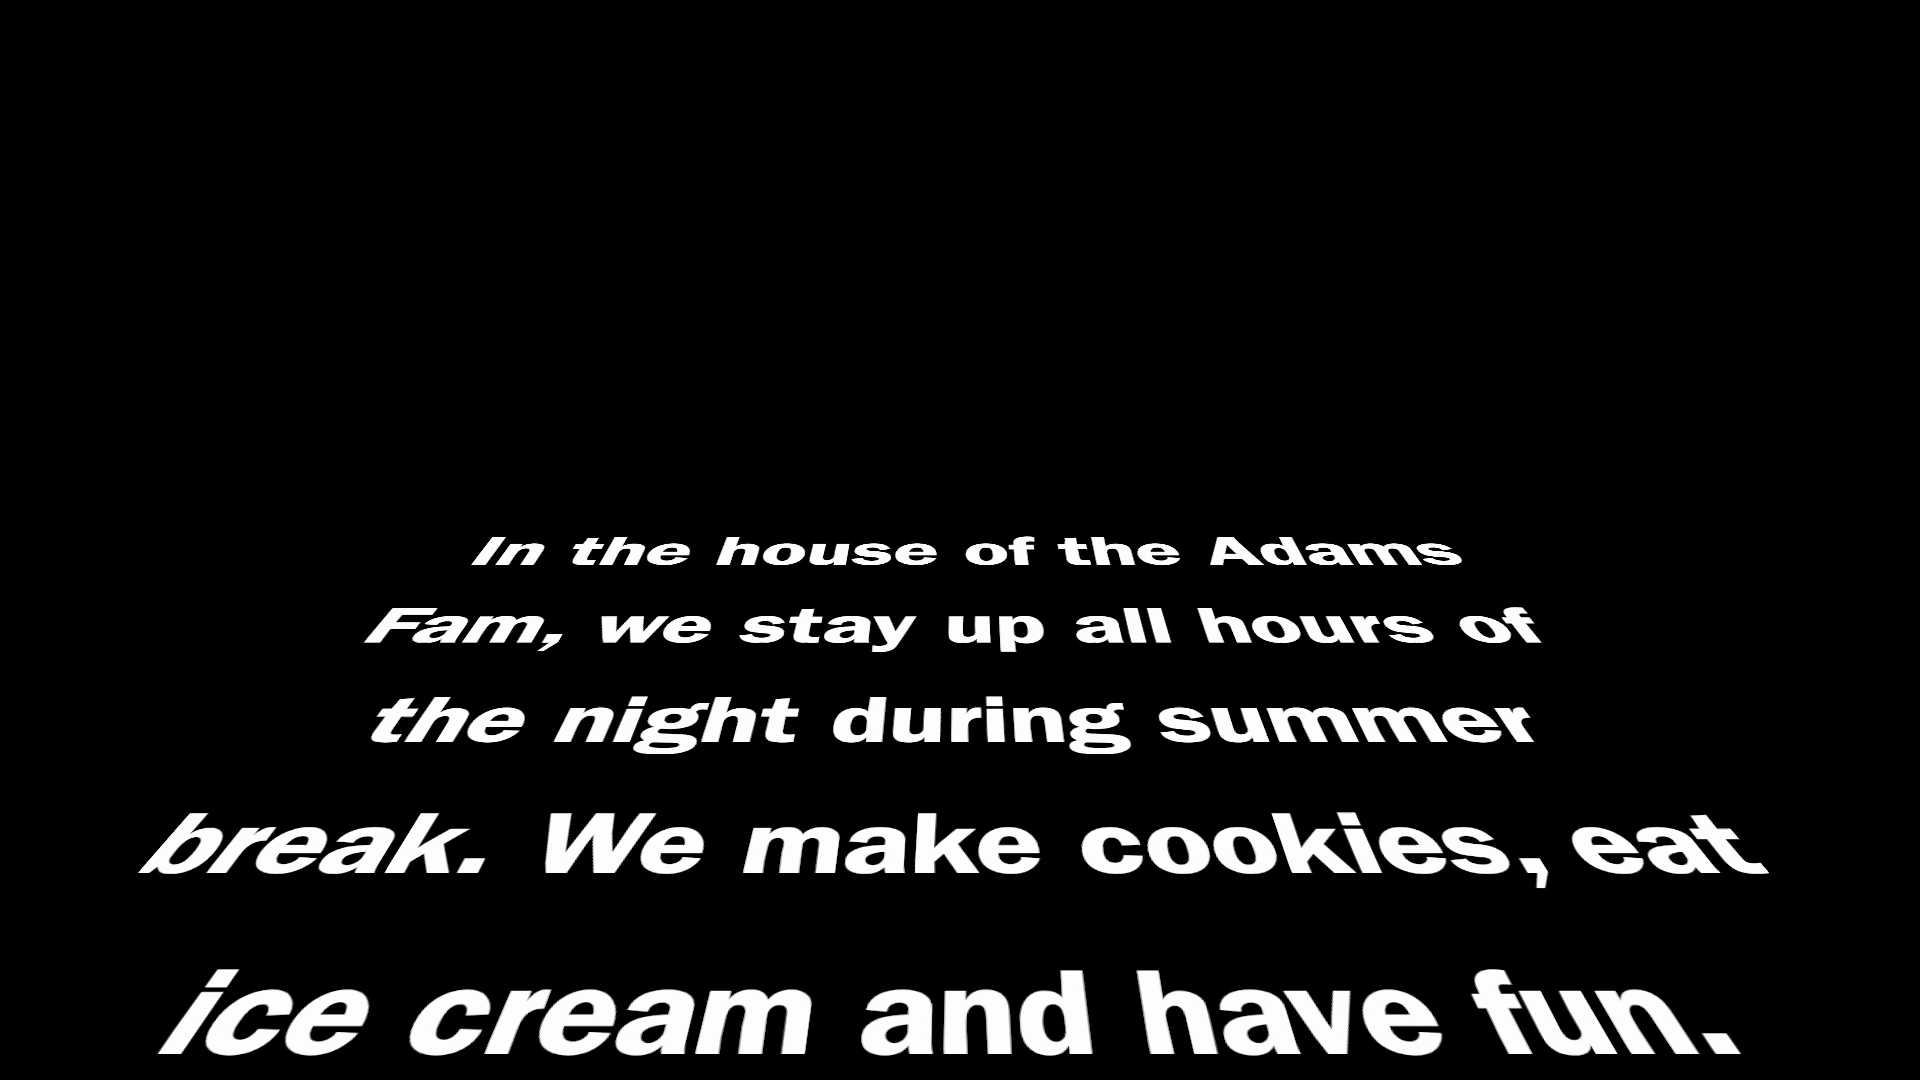 In the house of the Adams
Fam, we stay up all hours of
the night during summer
break. We make cookies, eat
ice cream and have fun.